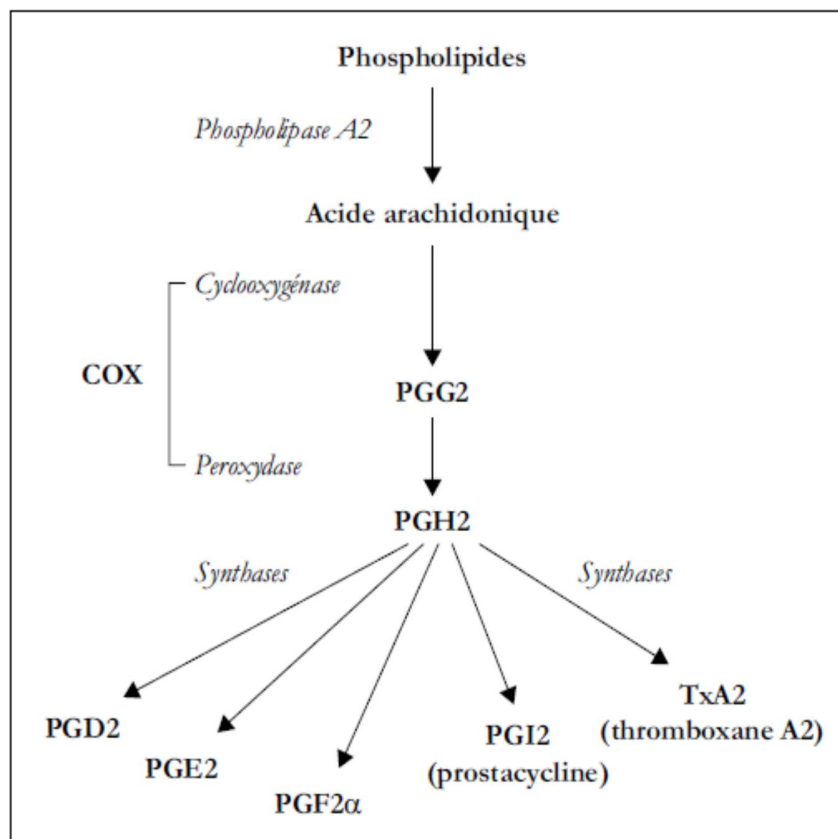 Phospholipides
Phospholipase A2
Acide arachidonique
Cyclooxygénase
COX
PGG2
Peroxydase
PGH2
Synthases
Synthases
PGD2
PGE2
PGF2α
PGI2
(prostacycline)
TxA2
(thromboxane A2)